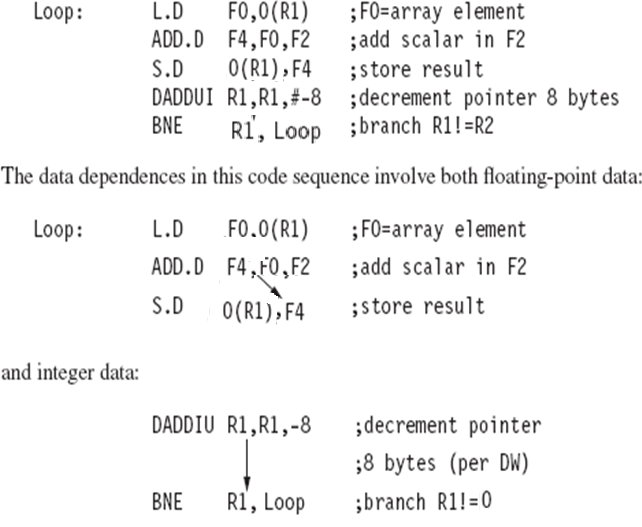 Loop: L.D F0,0(R1) ;F0=array element
ADD.D F4,F0,F2 ;add scalar in F2
S.D 0(R1),F4 ;store result
DADDUI R1,R1,#-8 ;decrement pointer 8 bytes
BNE R1', Loop ;branch R1!=R2
The data dependences in this code sequence involve both floating-point data:
Loop: L.D F0.0(R1) ;F0=array element
ADD.D F4,F0,F2 ;add scalar in F2
S.D 0(R1),F4 ;store result
and integer data:
DADDIU R1,R1,-8 ;decrement pointer
;8 bytes (per DW)
BNE R1, Loop ;branch R1!=0